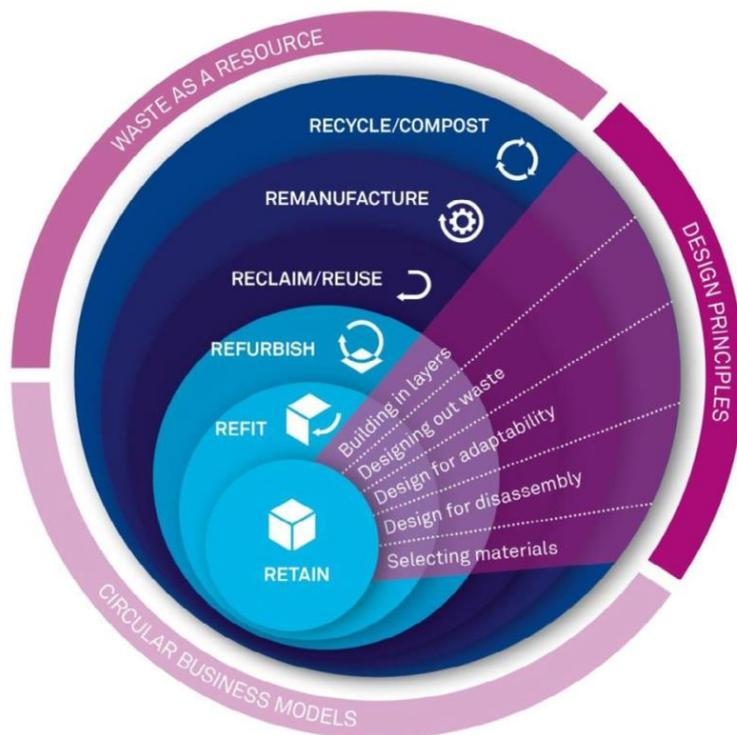 WASTE AS A RESOURCE
RECYCLE/COMPOST
REMANUFACTURE
RECLAIM/REUSE
REFURBISH
REFIT
RETAIN
DESIGN PRINCIPLES
Building in layers
Designing out waste
Design for adaptability
Design for disassembly
Selecting materials
CIRCULAR BUSINESS MODELS